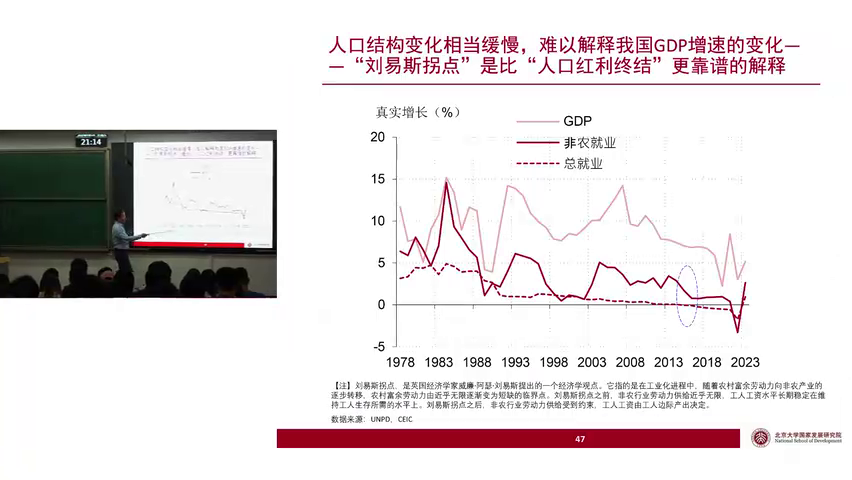 人口结构变化相当缓慢，难以解释我国GDP增速的变化—
—“刘易斯拐点”是比“人口红利终结”更靠谱的解释
真实增长（%）
GDP
非农就业
总就业
20
15
10
5
0
-5
1978 1983 1988 1993 1998 2003 2008 2013 2018 2023
【注】刘易斯拐点，是英国经济学家威廉·阿瑟·刘易斯提出的一个经济学观点。它指的是在工业化进程中，随着农村富余劳动力向非农产业的
逐步转移，农村富余劳动力由近乎无限逐渐变为短缺的临界点。刘易斯拐点之前，非农行业劳动力供给近乎无限，工人工资水平长期稳定在维
持工人生存所需的水平上。刘易斯拐点之后，非农行业劳动力供给受到约束，工人工资由工人边际产出决定。
数据来源：UNPD，CEIC
47
北京大学国家发展研究院
National School of Development
21:14